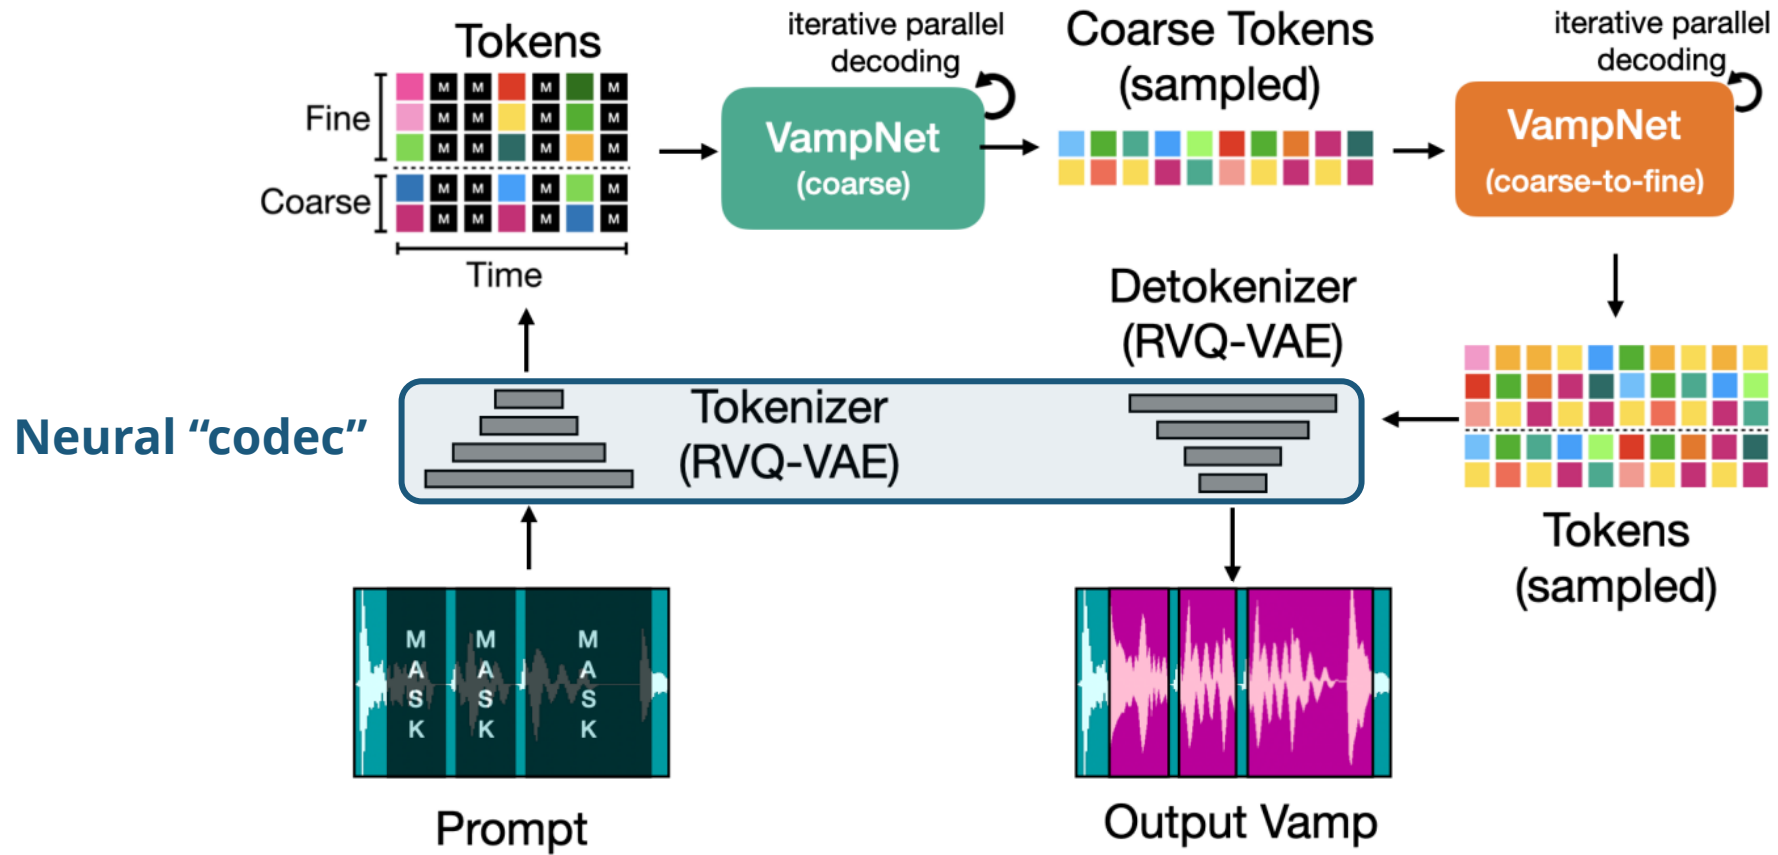 Tokens
Fine
Coarse
M M M M
M M M M
M M M M
M M M M
M M M M
Time
iterative parallel
decoding
VampNet
(coarse)
Coarse Tokens
(sampled)
iterative parallel
decoding
VampNet
(coarse-to-fine)
Detokenizer
(RVQ-VAE)
Neural “codec”
Tokenizer
(RVQ-VAE)
Tokens
(sampled)
MASK
MASK
MASK
Prompt
Output Vamp